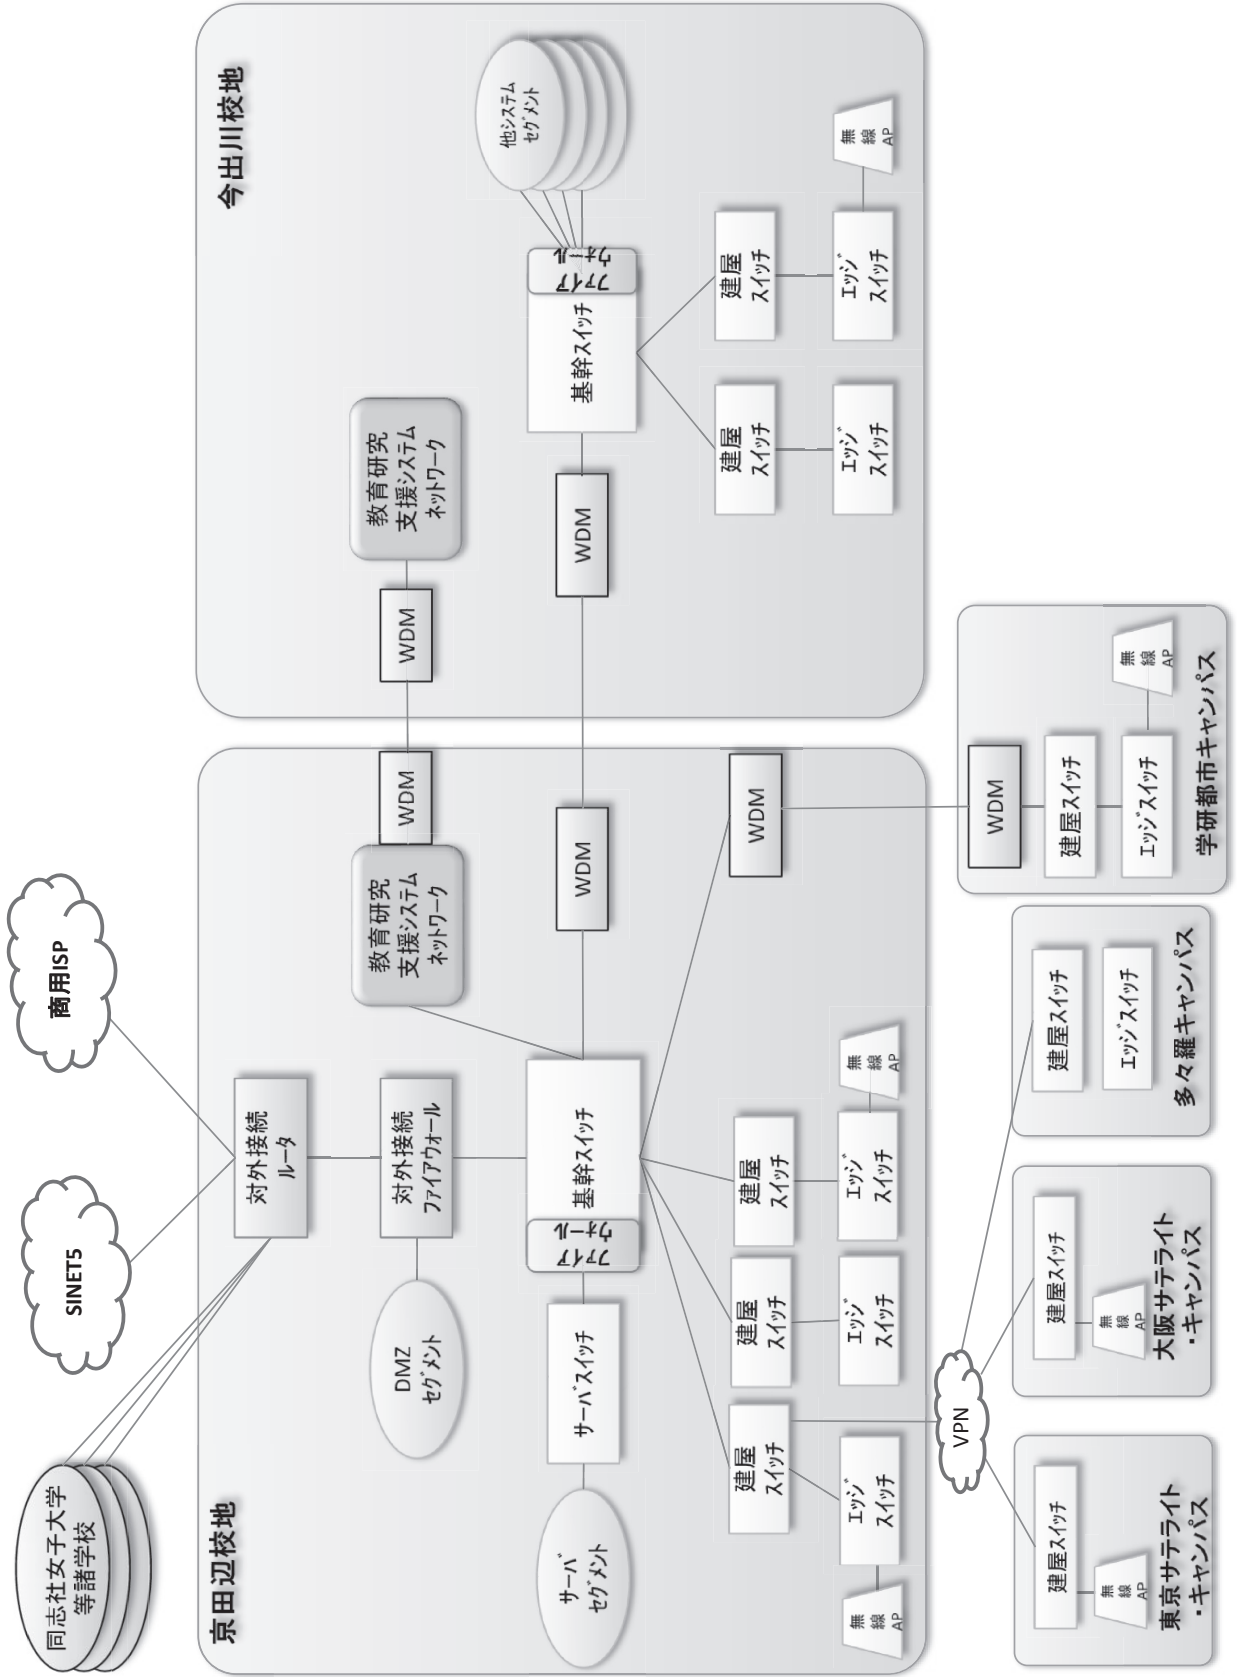 同志社女子大学
等諸学校
SINET5
商用ISP
京田辺校地
対外接続
ルータ
DMZ
セグメント
対外接続
ファイアウォール
教育研究
支援システム
ネットワーク
WDM
サーバ
セグメント
サーバスイッチ
ファイア
ウォール
基幹スイッチ
WDM
建屋
スイッチ
建屋
スイッチ
建屋
スイッチ
WDM
無
線
AP
エッジ
スイッチ
エッジ
スイッチ
エッジ
スイッチ
無
線
AP
今出川校地
WDM
教育研究
支援システム
ネットワーク
WDM
基幹スイッチ
ファイア
ウォール
他システム
セグメント
建屋
スイッチ
建屋
スイッチ
エッジ
スイッチ
エッジ
スイッチ
無
線
AP
VPN
建屋スイッチ
無
線
AP
東京サテライト
・キャンパス
建屋スイッチ
無
線
AP
大阪サテライト
・キャンパス
建屋スイッチ
エッジスイッチ
多々羅キャンパス
WDM
建屋スイッチ
エッジスイッチ
無
線
AP
学研都市キャンパス